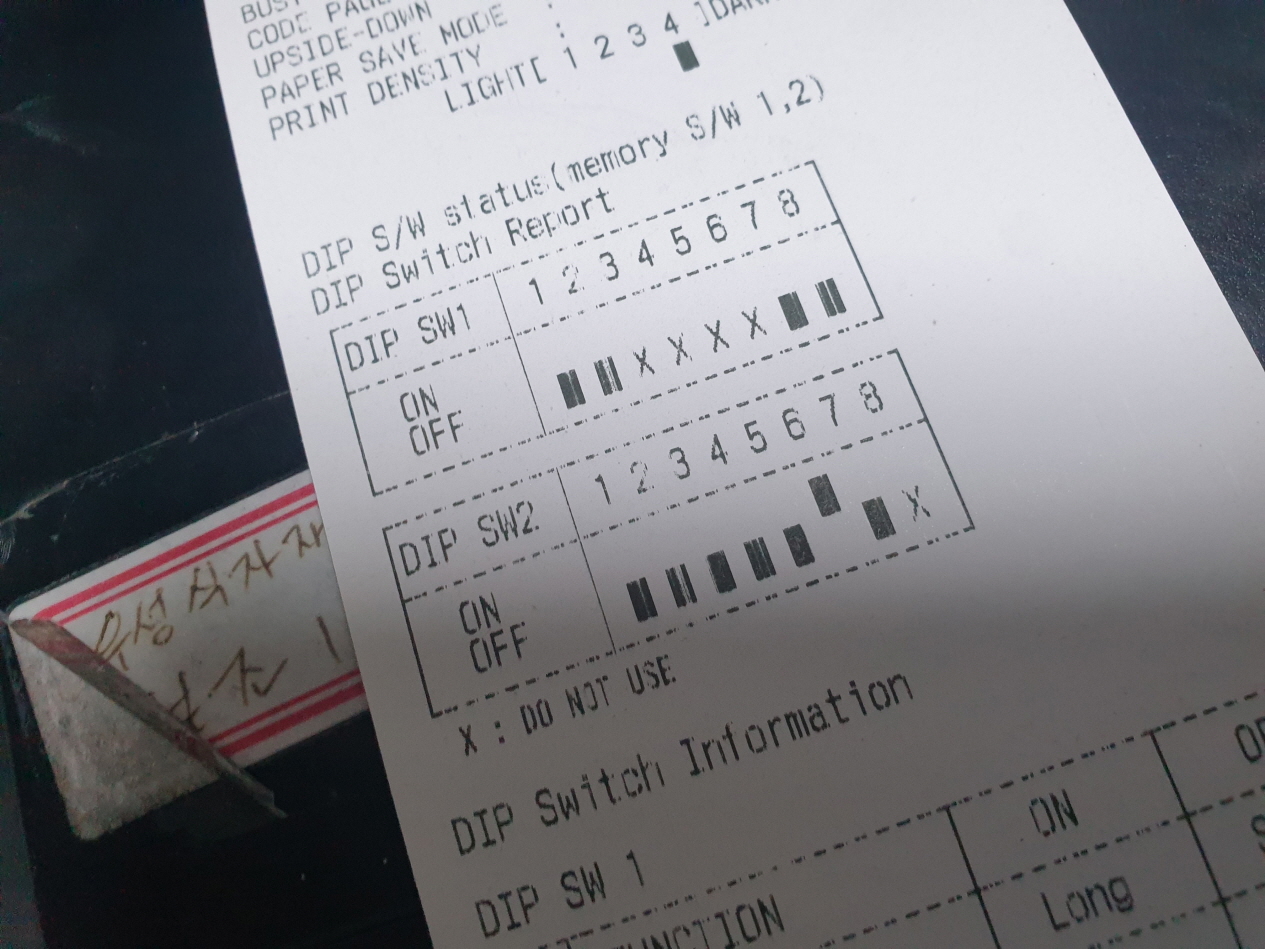 CODE PAGE
UPSIDE-DOWN
PAPER SAVE MODE :
PRINT DENSITY :
LIGHT[ 1 2 3 4 ]DARK
DIP S/W status(memory S/W 1,2)
DIP Switch Report
DIP SW1 1 2 3 4 5 6 7 8
ON
OFF X X X X
DIP SW2 1 2 3 4 5 6 7 8
ON
OFF X
X : DO NOT USE
DIP Switch Information
DIP SW 1
FUNCTION ON
Long
식자재